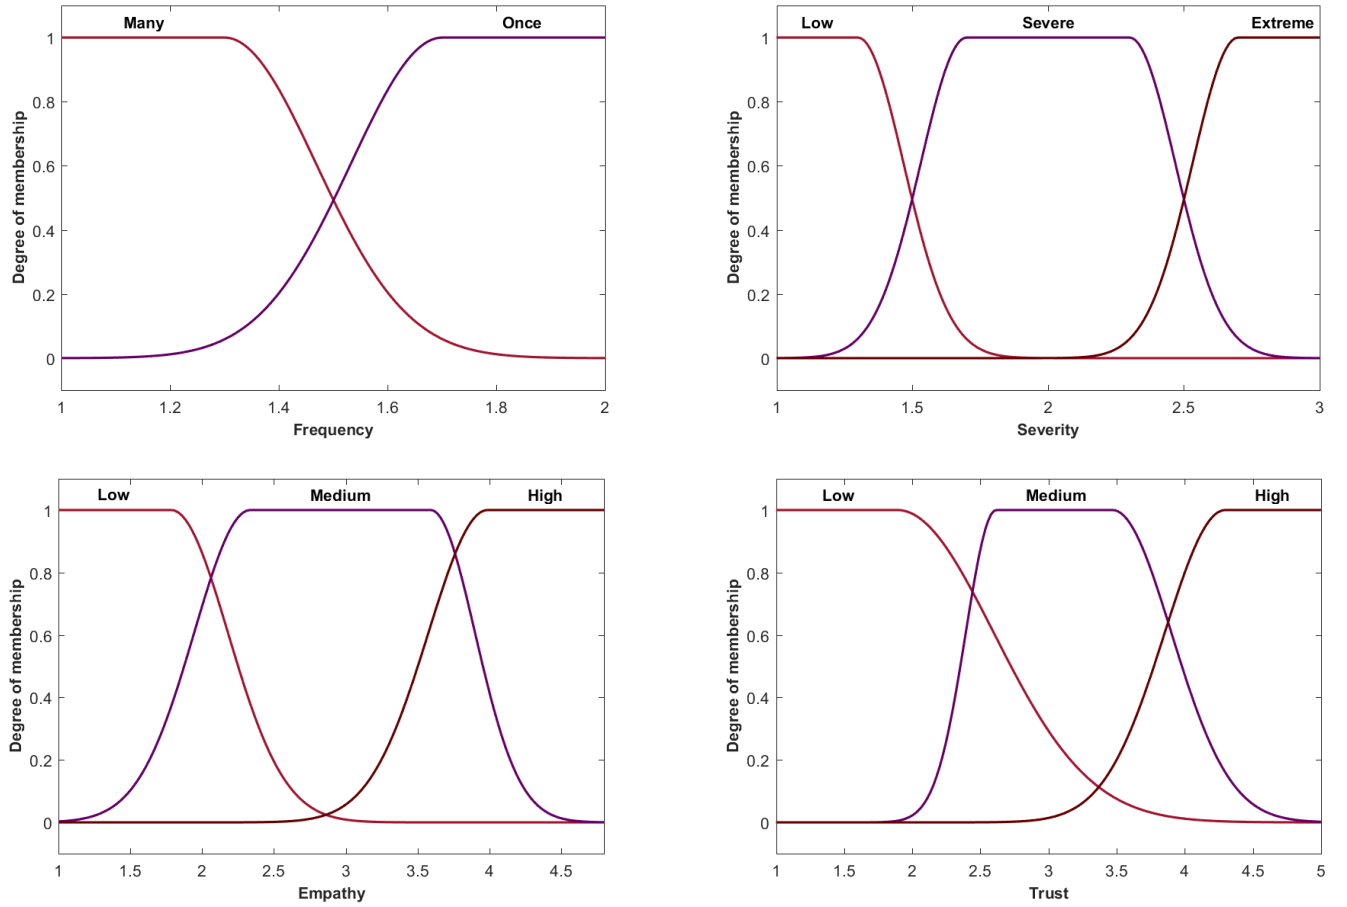 Many Once
1
0.8
0.6
0.4
0.2
0
Degree of membership
1 1.2 1.4 1.6 1.8 2
Frequency
Low Severe Extreme
1
0.8
0.6
0.4
0.2
0
Degree of membership
1 1.5 2 2.5 3
Severity
Low Medium High
1
0.8
0.6
0.4
0.2
0
Degree of membership
1 1.5 2 2.5 3 3.5 4 4.5
Empathy
Low Medium High
1
0.8
0.6
0.4
0.2
0
Degree of membership
1 1.5 2 2.5 3 3.5 4 4.5 5
Trust